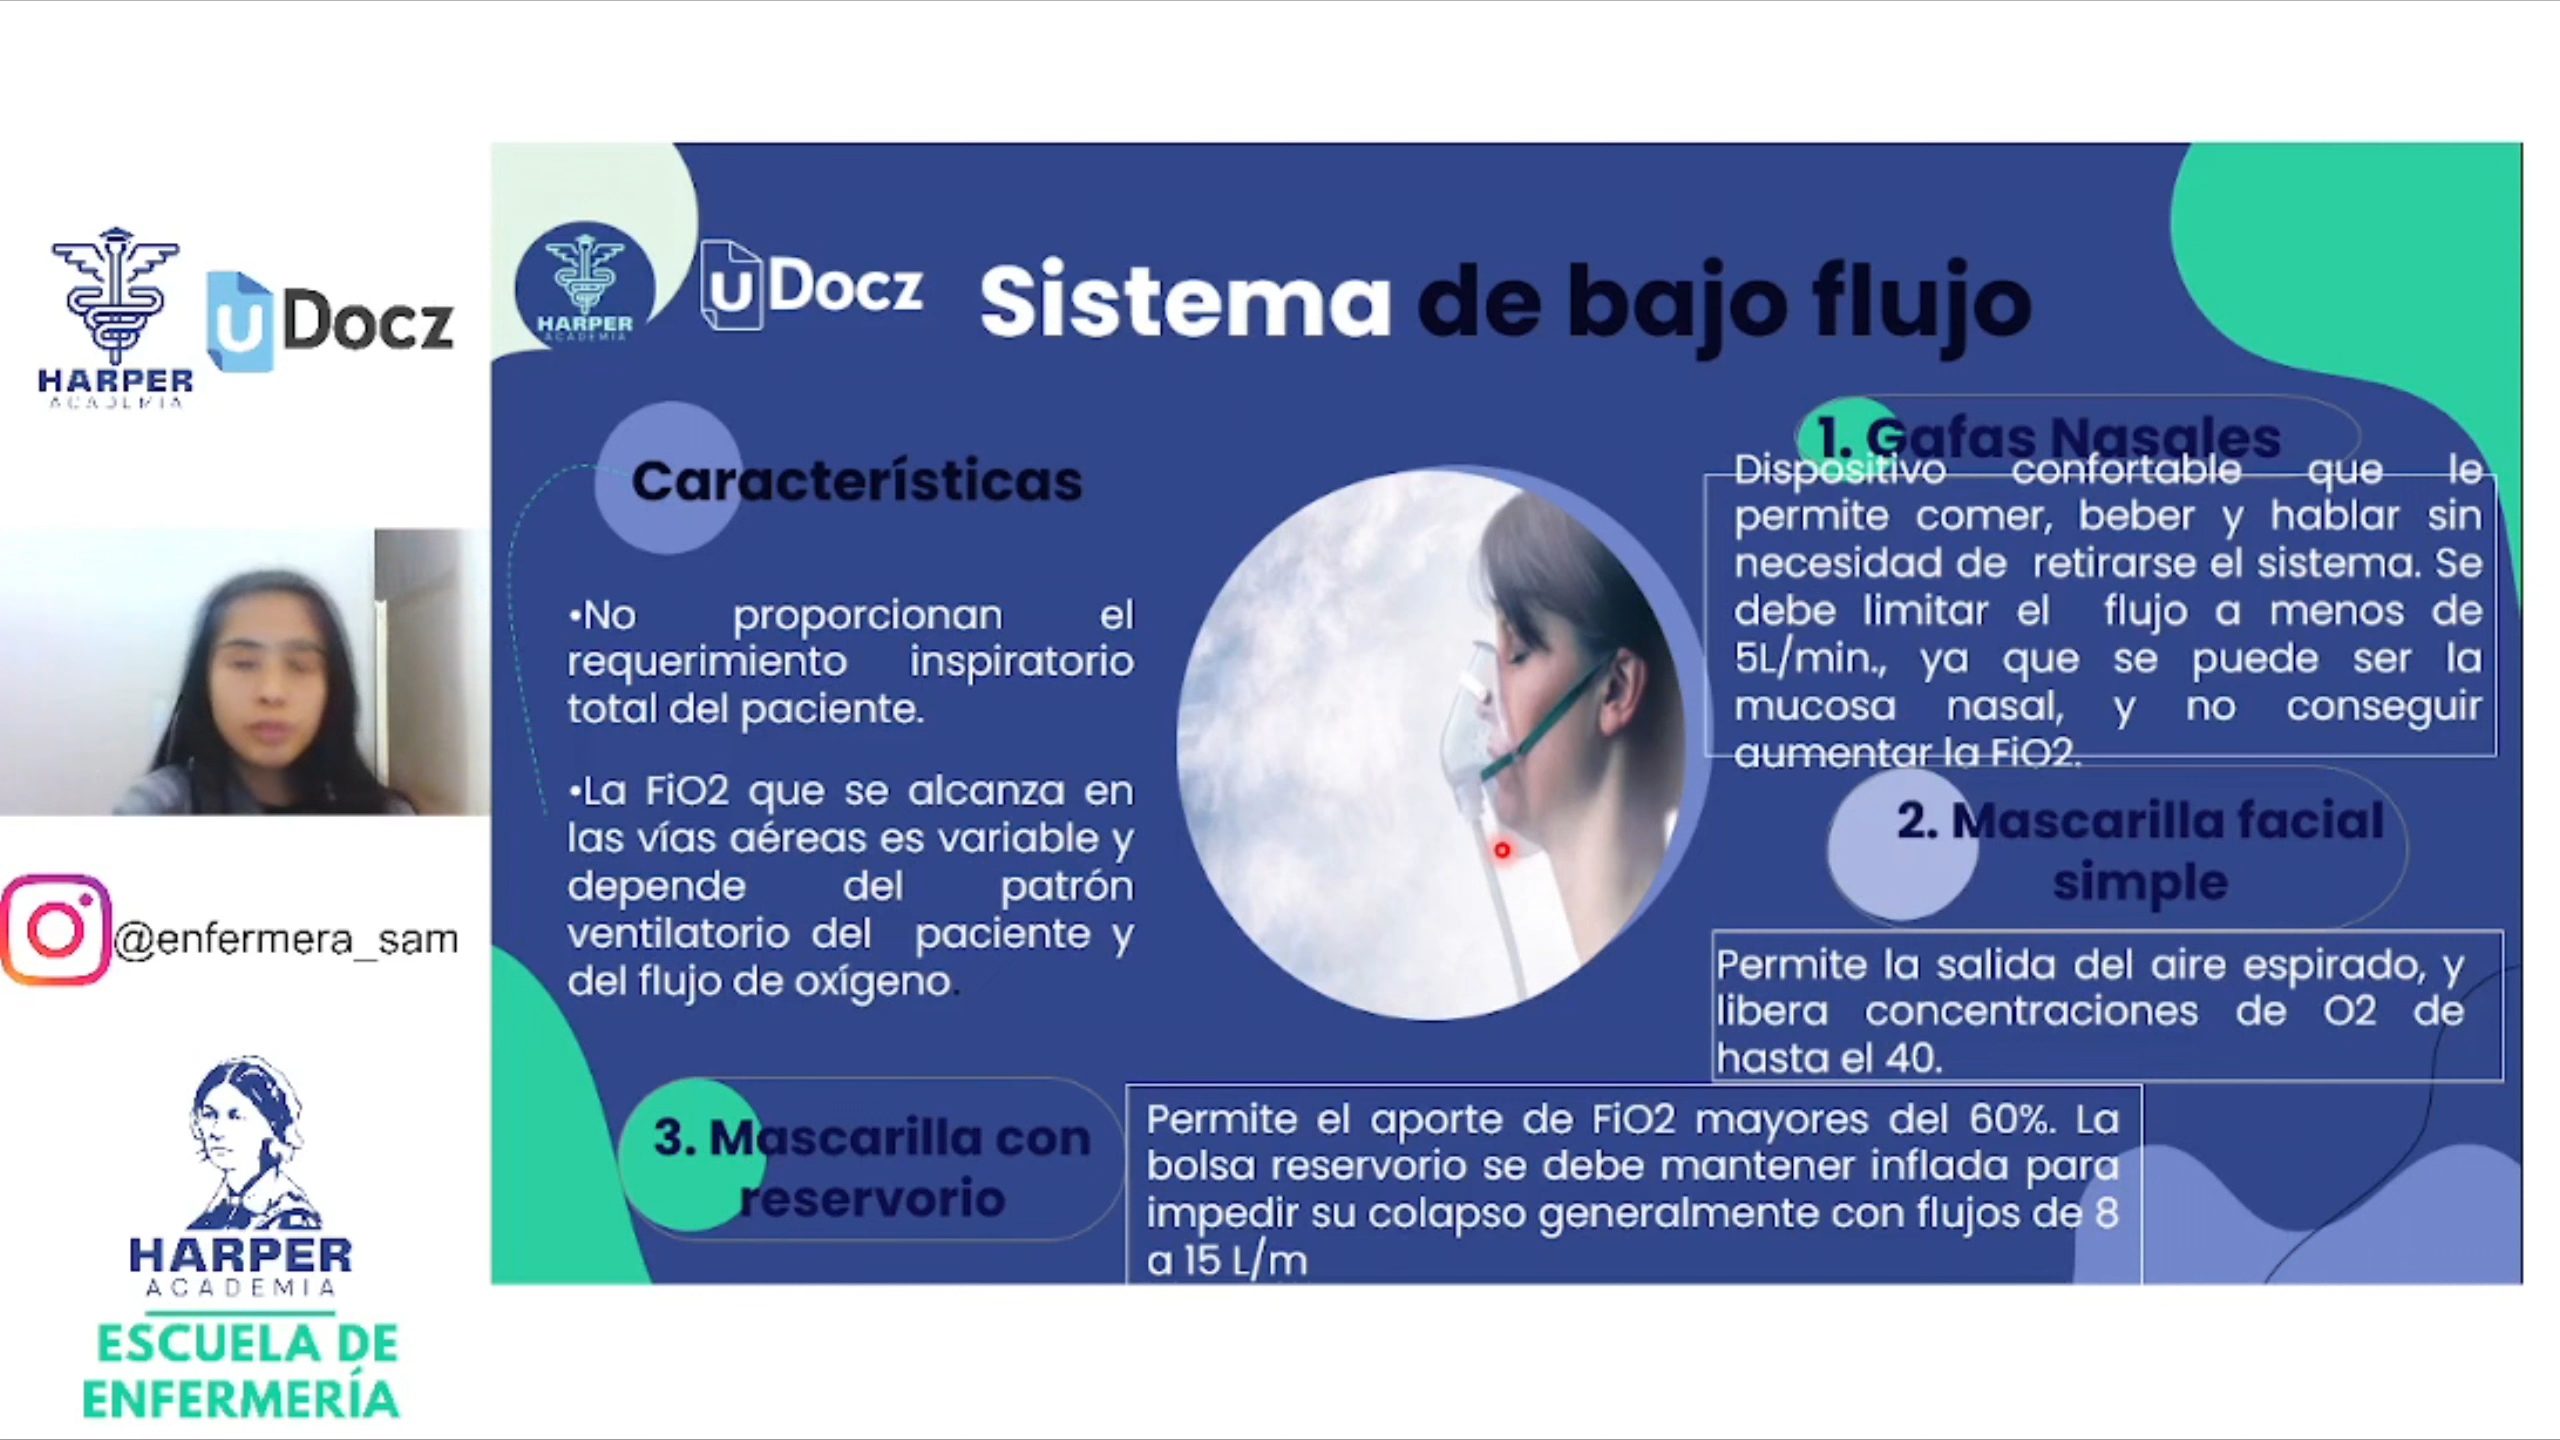 HARPER
ACADEMIA
uDocz
@enfermera_sam
HARPER
ACADEMIA
ESCUELA DE
ENFERMERÍA
HARPER
ACADEMIA
uDocz
Sistema de bajo flujo
Características
•No proporcionan el
requerimiento inspiratorio
total del paciente.
•La FiO2 que se alcanza en
las vías aéreas es variable y
depende del patrón
ventilatorio del paciente y
del flujo de oxígeno.
1. Gafas Nasales
Dispositivo confortable que le
permite comer, beber y hablar sin
necesidad de retirarse el sistema. Se
debe limitar el flujo a menos de
5L/min., ya que se puede ser la
mucosa nasal, y no conseguir
aumentar la FiO2.
2. Mascarilla facial
simple
Permite la salida del aire espirado, y
libera concentraciones de O2 de
hasta el 40.
3. Mascarilla con
reservorio
Permite el aporte de FiO2 mayores del 60%. La
bolsa reservorio se debe mantener inflada para
impedir su colapso generalmente con flujos de 8
a 15 L/m